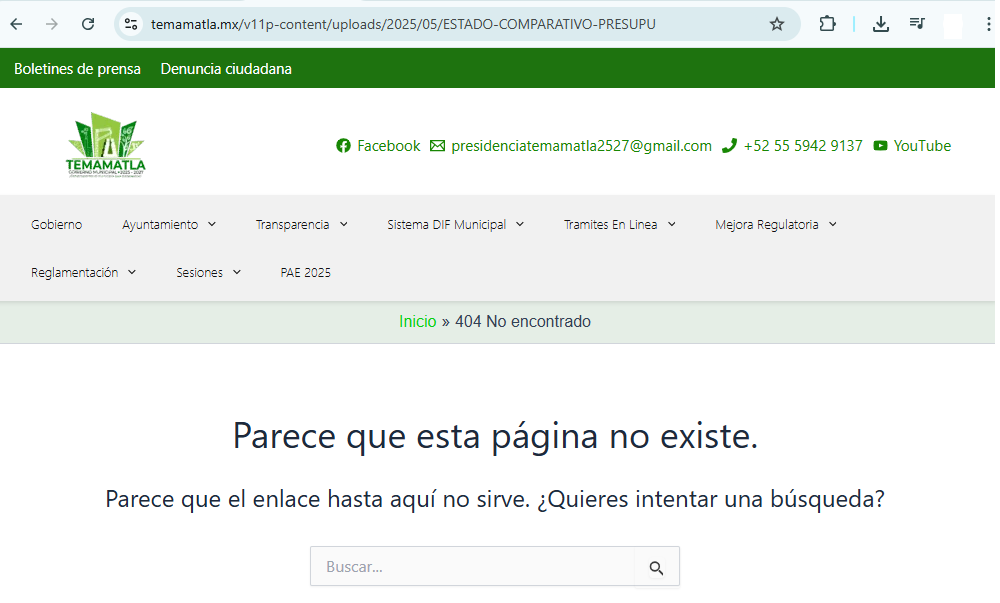 temamatla.mx/v11p-content/uploads/2025/05/ESTADO-COMPARATIVO-PRESUPU
Boletines de prensa Denuncia ciudadana
TEMAMATLA
Facebook presidenciatemamatla2527@gmail.com +52 55 5942 9137 YouTube
Gobierno Ayuntamiento Transparencia Sistema DIF Municipal Tramites En Linea Mejora Regulatoria
Reglamentación Sesiones PAE 2025
Inicio » 404 No encontrado
Parece que esta página no existe.
Parece que el enlace hasta aquí no sirve. ¿Quieres intentar una búsqueda?
Buscar...